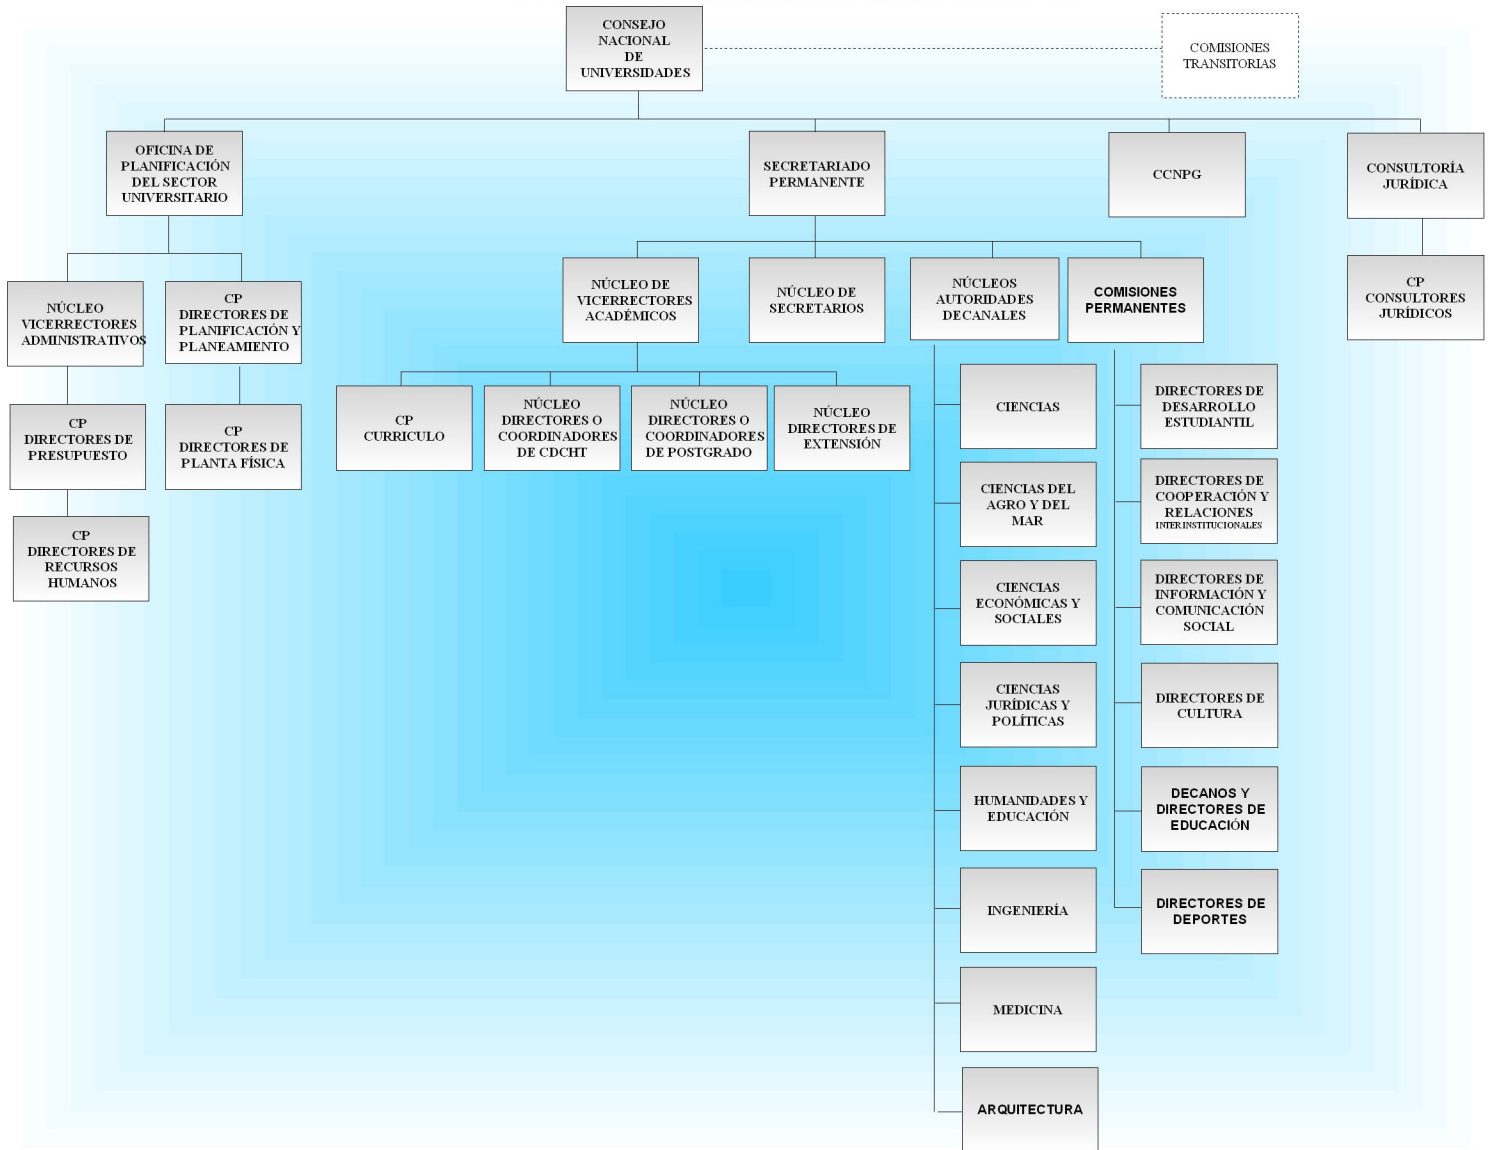 CONSEJO
NACIONAL
DE
UNIVERSIDADES
COMISIONES
TRANSITORIAS
OFICINA DE
PLANIFICACIÓN
DEL SECTOR
UNIVERSITARIO
SECRETARIADO
PERMANENTE
CCNPG
CONSULTORÍA
JURÍDICA
NÚCLEO
VICERRECTORES
ADMINISTRATIVOS
CP
DIRECTORES DE
PLANIFICACIÓN Y
PLANEAMIENTO
NÚCLEO DE
VICERRECTORES
ACADÉMICOS
NÚCLEO DE
SECRETARIOS
NÚCLEOS
AUTORIDADES
DECANALES
COMISIONES
PERMANENTES
CP
CONSULTORES
JURÍDICOS
CP
DIRECTORES DE
PRESUPUESTO
CP
DIRECTORES DE
PLANTA FÍSICA
CP
DIRECTORES DE
RECURSOS
HUMANOS
CP
CURRICULO
NÚCLEO
DIRECTORES O
COORDINADORES
DE CDCHT
NÚCLEO
DIRECTORES O
COORDINADORES
DE POSTGRADO
NÚCLEO
DIRECTORES DE
EXTENSIÓN
CIENCIAS
CIENCIAS DEL
AGRO Y DEL
MAR
CIENCIAS
ECONÓMICAS Y
SOCIALES
CIENCIAS
JURÍDICAS Y
POLÍTICAS
HUMANIDADES Y
EDUCACIÓN
INGENIERÍA
MEDICINA
ARQUITECTURA
DIRECTORES DE
DESARROLLO
ESTUDIANTIL
DIRECTORES DE
COOPERACIÓN Y
RELACIONES
INTERINSTITUCIONALES
DIRECTORES DE
INFORMACIÓN Y
COMUNICACIÓN
SOCIAL
DIRECTORES DE
CULTURA
DECANOS Y
DIRECTORES DE
EDUCACIÓN
DIRECTORES DE
DEPORTES